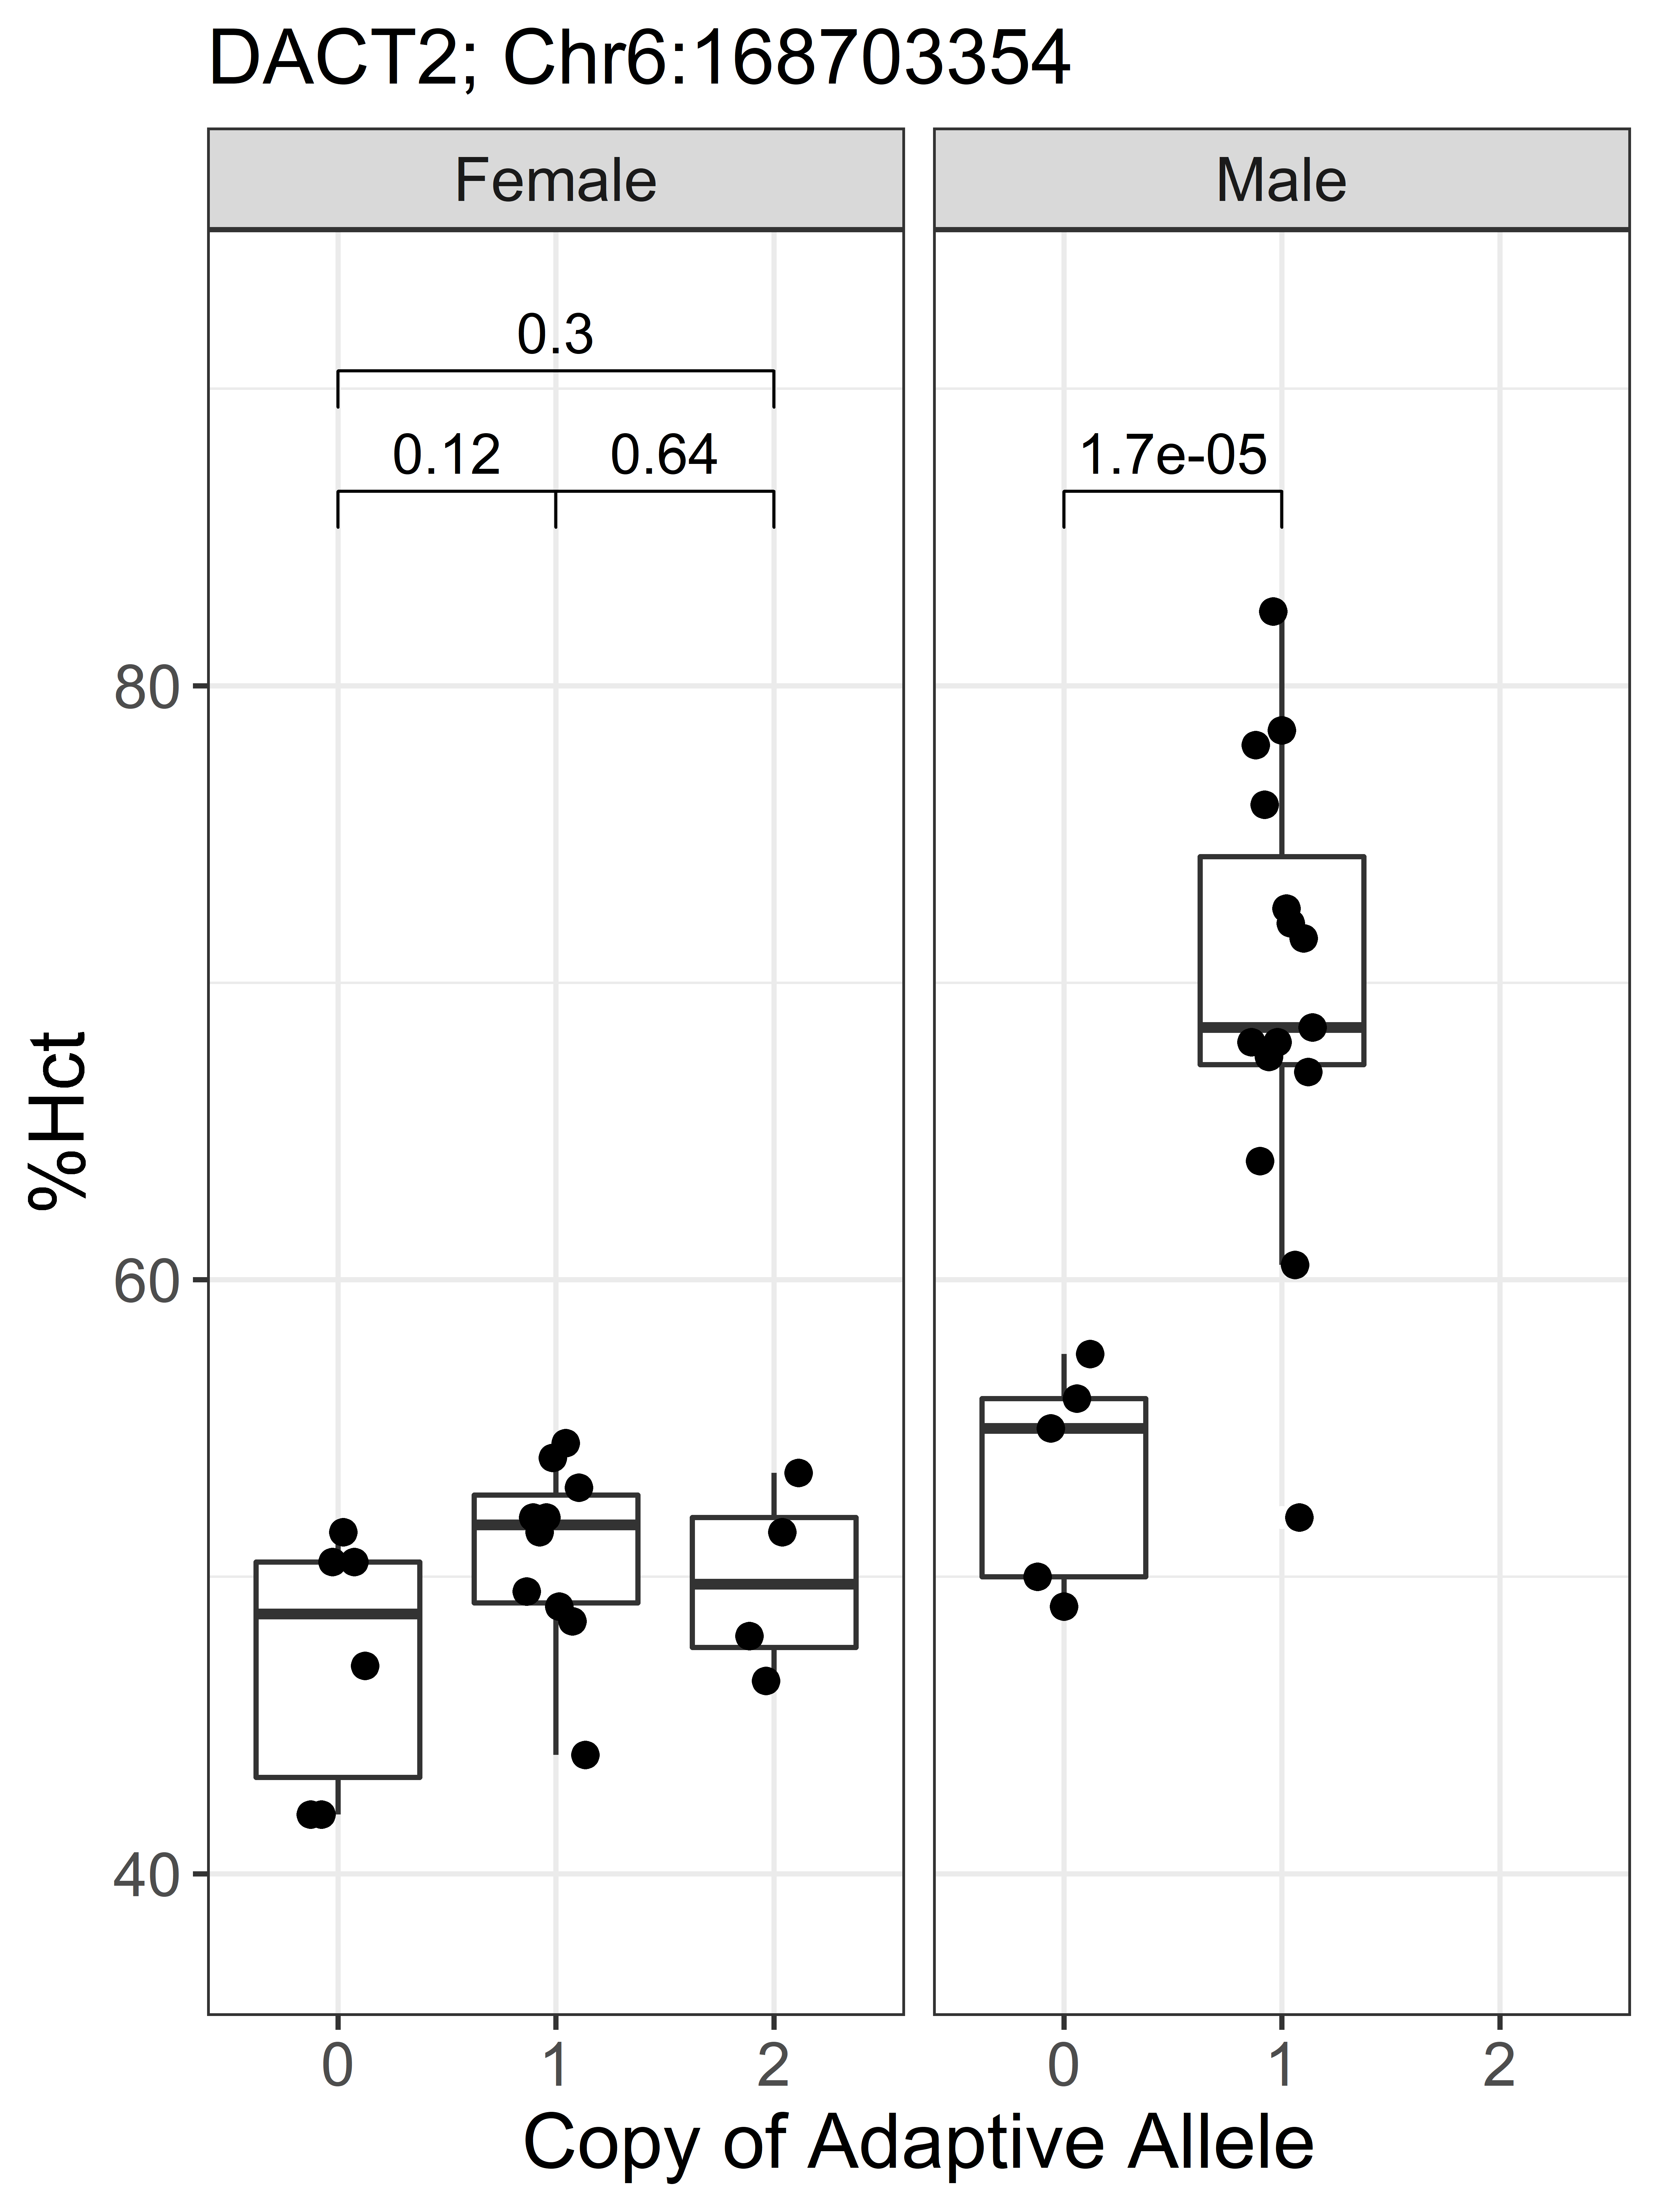 DACT2; Chr6:168703354
Female
Male
0.3
0.12
0.64
1.7e-05
80
60
40
%Hct
0
1
2
0
1
2
Copy of Adaptive Allele